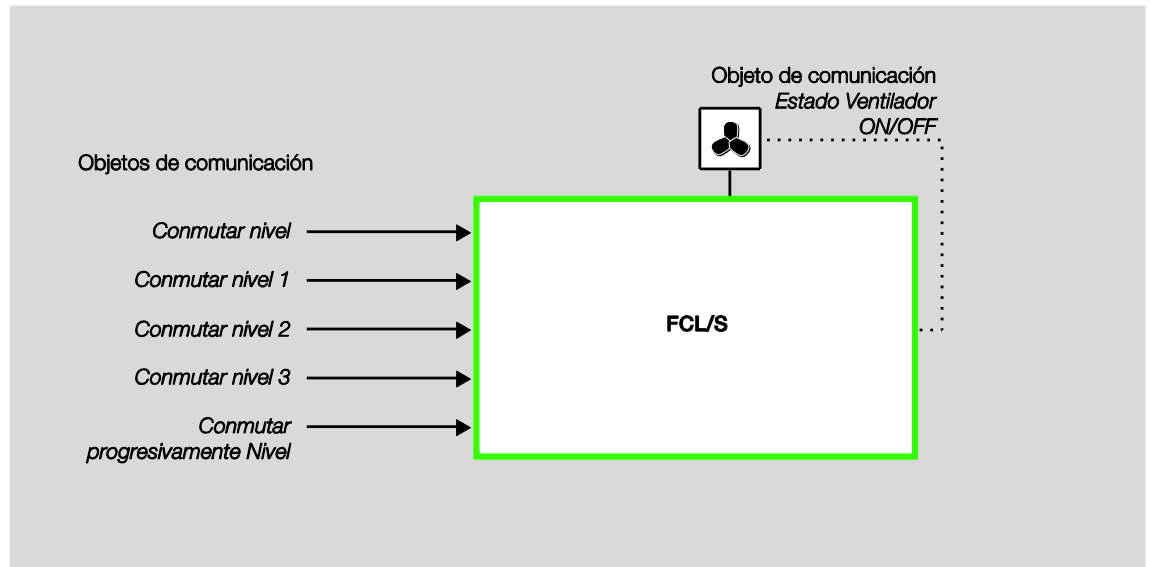 Objeto de comunicación
Estado Ventilador
ON/OFF
Objetos de comunicación
Conmutar nivel
Conmutar nivel 1
Conmutar nivel 2
Conmutar nivel 3
Conmutar
progresivamente Nivel
FCL/S